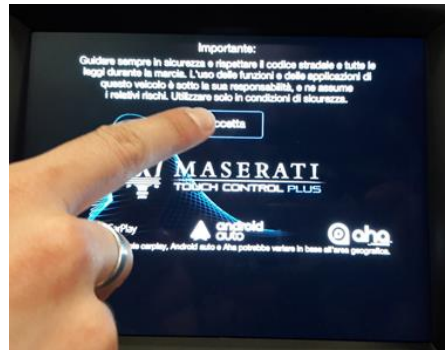 Importante:
Guidare sempre in sicurezza e rispettare il codice stradale e tutte le
leggi durante la marcia. L'uso delle funzioni e delle applicazioni di
questo veicolo è sotto la sua responsabilità, e ne assume
i relativi rischi. Utilizzare solo in condizioni di sicurezza.
ccetta
MASERATI
TOUCH CONTROL PLUS
CarPlay
android
auto
aha
carplay, Android auto e Aha potrebbe variare in base all'area geografica.